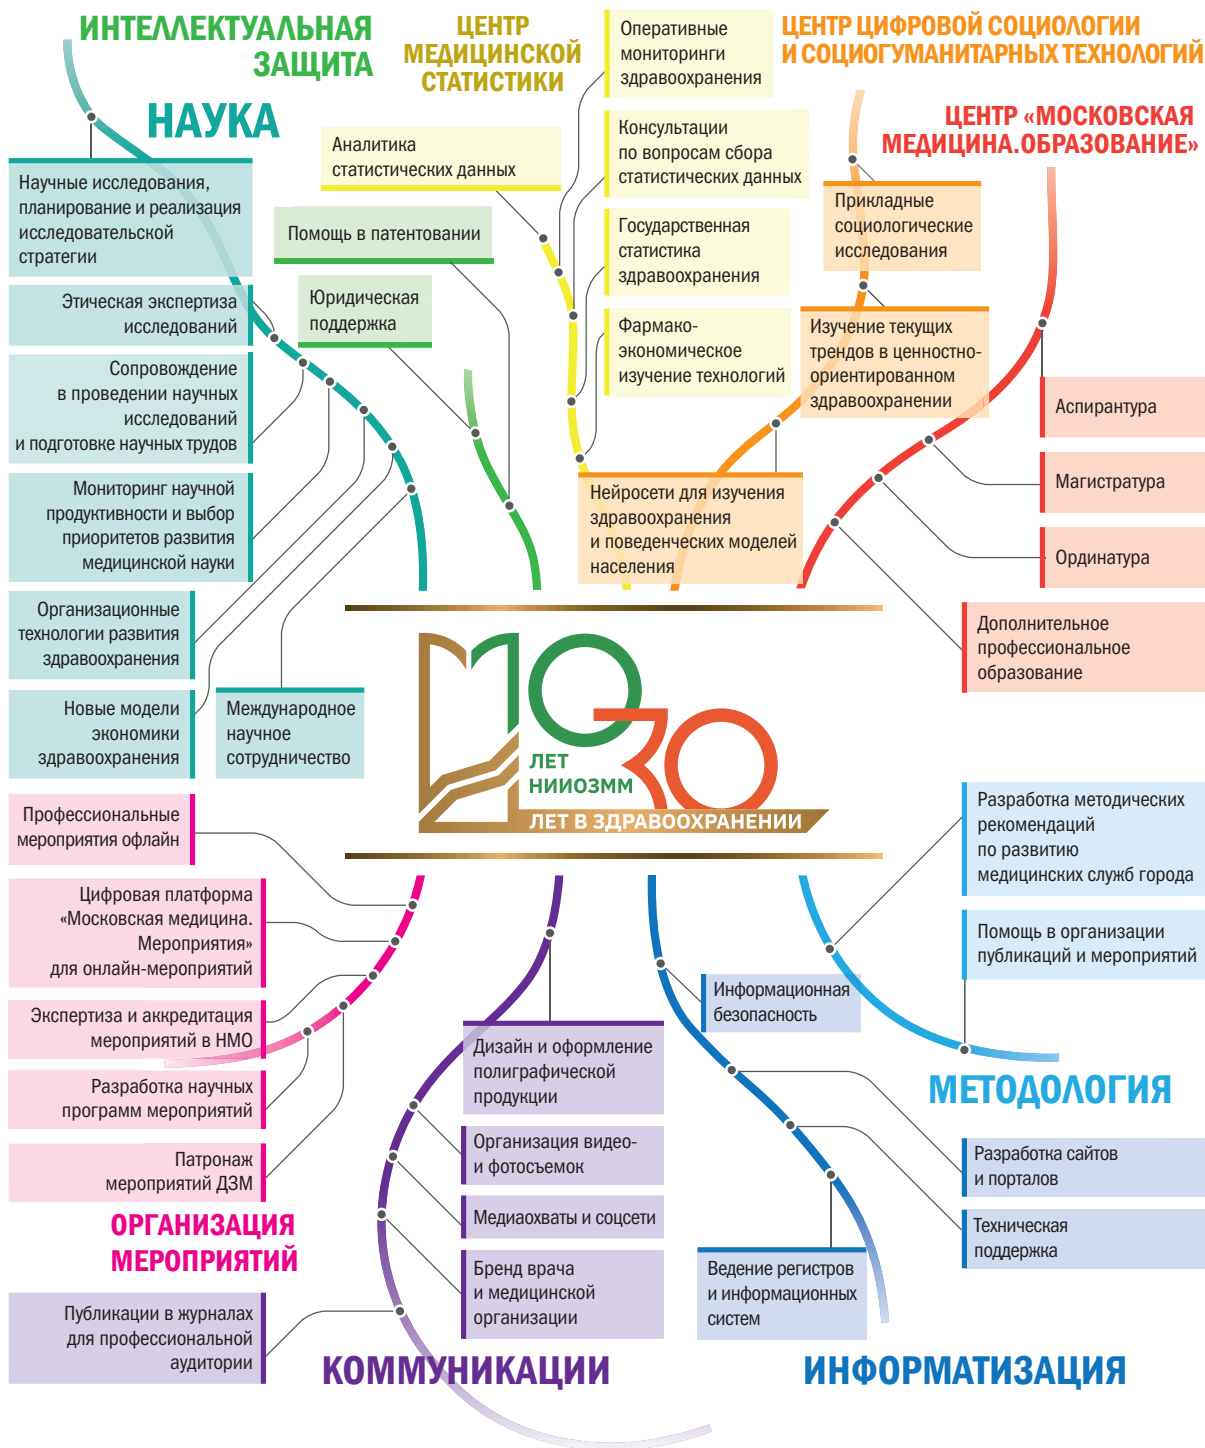 ИНТЕЛЛЕКТУАЛЬНАЯ
ЗАЩИТА
НАУКА
ЦЕНТР
МЕДИЦИНСКОЙ
СТАТИСТИКИ
ЦЕНТР ЦИФРОВОЙ СОЦИОЛОГИИ
И СОЦИОГУМАНИТАРНЫХ ТЕХНОЛОГИЙ
ЦЕНТР «МОСКОВСКАЯ
МЕДИЦИНА.ОБРАЗОВАНИЕ»
Научные исследования,
планирование и реализация
исследовательской
стратегии
Этическая экспертиза
исследований
Сопровождение
в проведении научных
исследований
и подготовке научных трудов
Мониторинг научной
продуктивности и выбор
приоритетов развития
медицинской науки
Организационные
технологии развития
здравоохранения
Новые модели
экономики
здравоохранения
Международное
научное
сотрудничество
Помощь в патентовании
Юридическая
поддержка
Аналитика
статистических данных
Оперативные
мониторинги
здравоохранения
Консультации
по вопросам сбора
статистических данных
Государственная
статистика
здравоохранения
Фармако-
экономическое
изучение технологий
Прикладные
социологические
исследования
Изучение текущих
трендов в ценностно-
ориентированном
здравоохранении
Нейросети для изучения
здравоохранения
и поведенческих моделей
населения
Аспирантура
Магистратура
Ординатура
Дополнительное
профессиональное
образование
10
ЛЕТ
НИИОЗММ
30
ЛЕТ В ЗДРАВООХРАНЕНИИ
Профессиональные
мероприятия офлайн
Цифровая платформа
«Московская медицина.
Мероприятия»
для онлайн-мероприятий
Экспертиза и аккредитация
мероприятий в НМО
Разработка научных
программ мероприятий
Патронаж
мероприятий ДЗМ
ОРГАНИЗАЦИЯ
МЕРОПРИЯТИЙ
Дизайн и оформление
полиграфической
продукции
Организация видео-
и фотосъемок
Медиаохваты и соцсети
Бренд врача
и медицинской
организации
Публикации в журналах
для профессиональной
аудитории
КОММУНИКАЦИИ
Информационная
безопасность
Разработка сайтов
и порталов
Техническая
поддержка
Ведение регистров
и информационных
систем
ИНФОРМАТИЗАЦИЯ
Разработка методических
рекомендаций
по развитию
медицинских служб города
Помощь в организации
публикаций и мероприятий
МЕТОДОЛОГИЯ